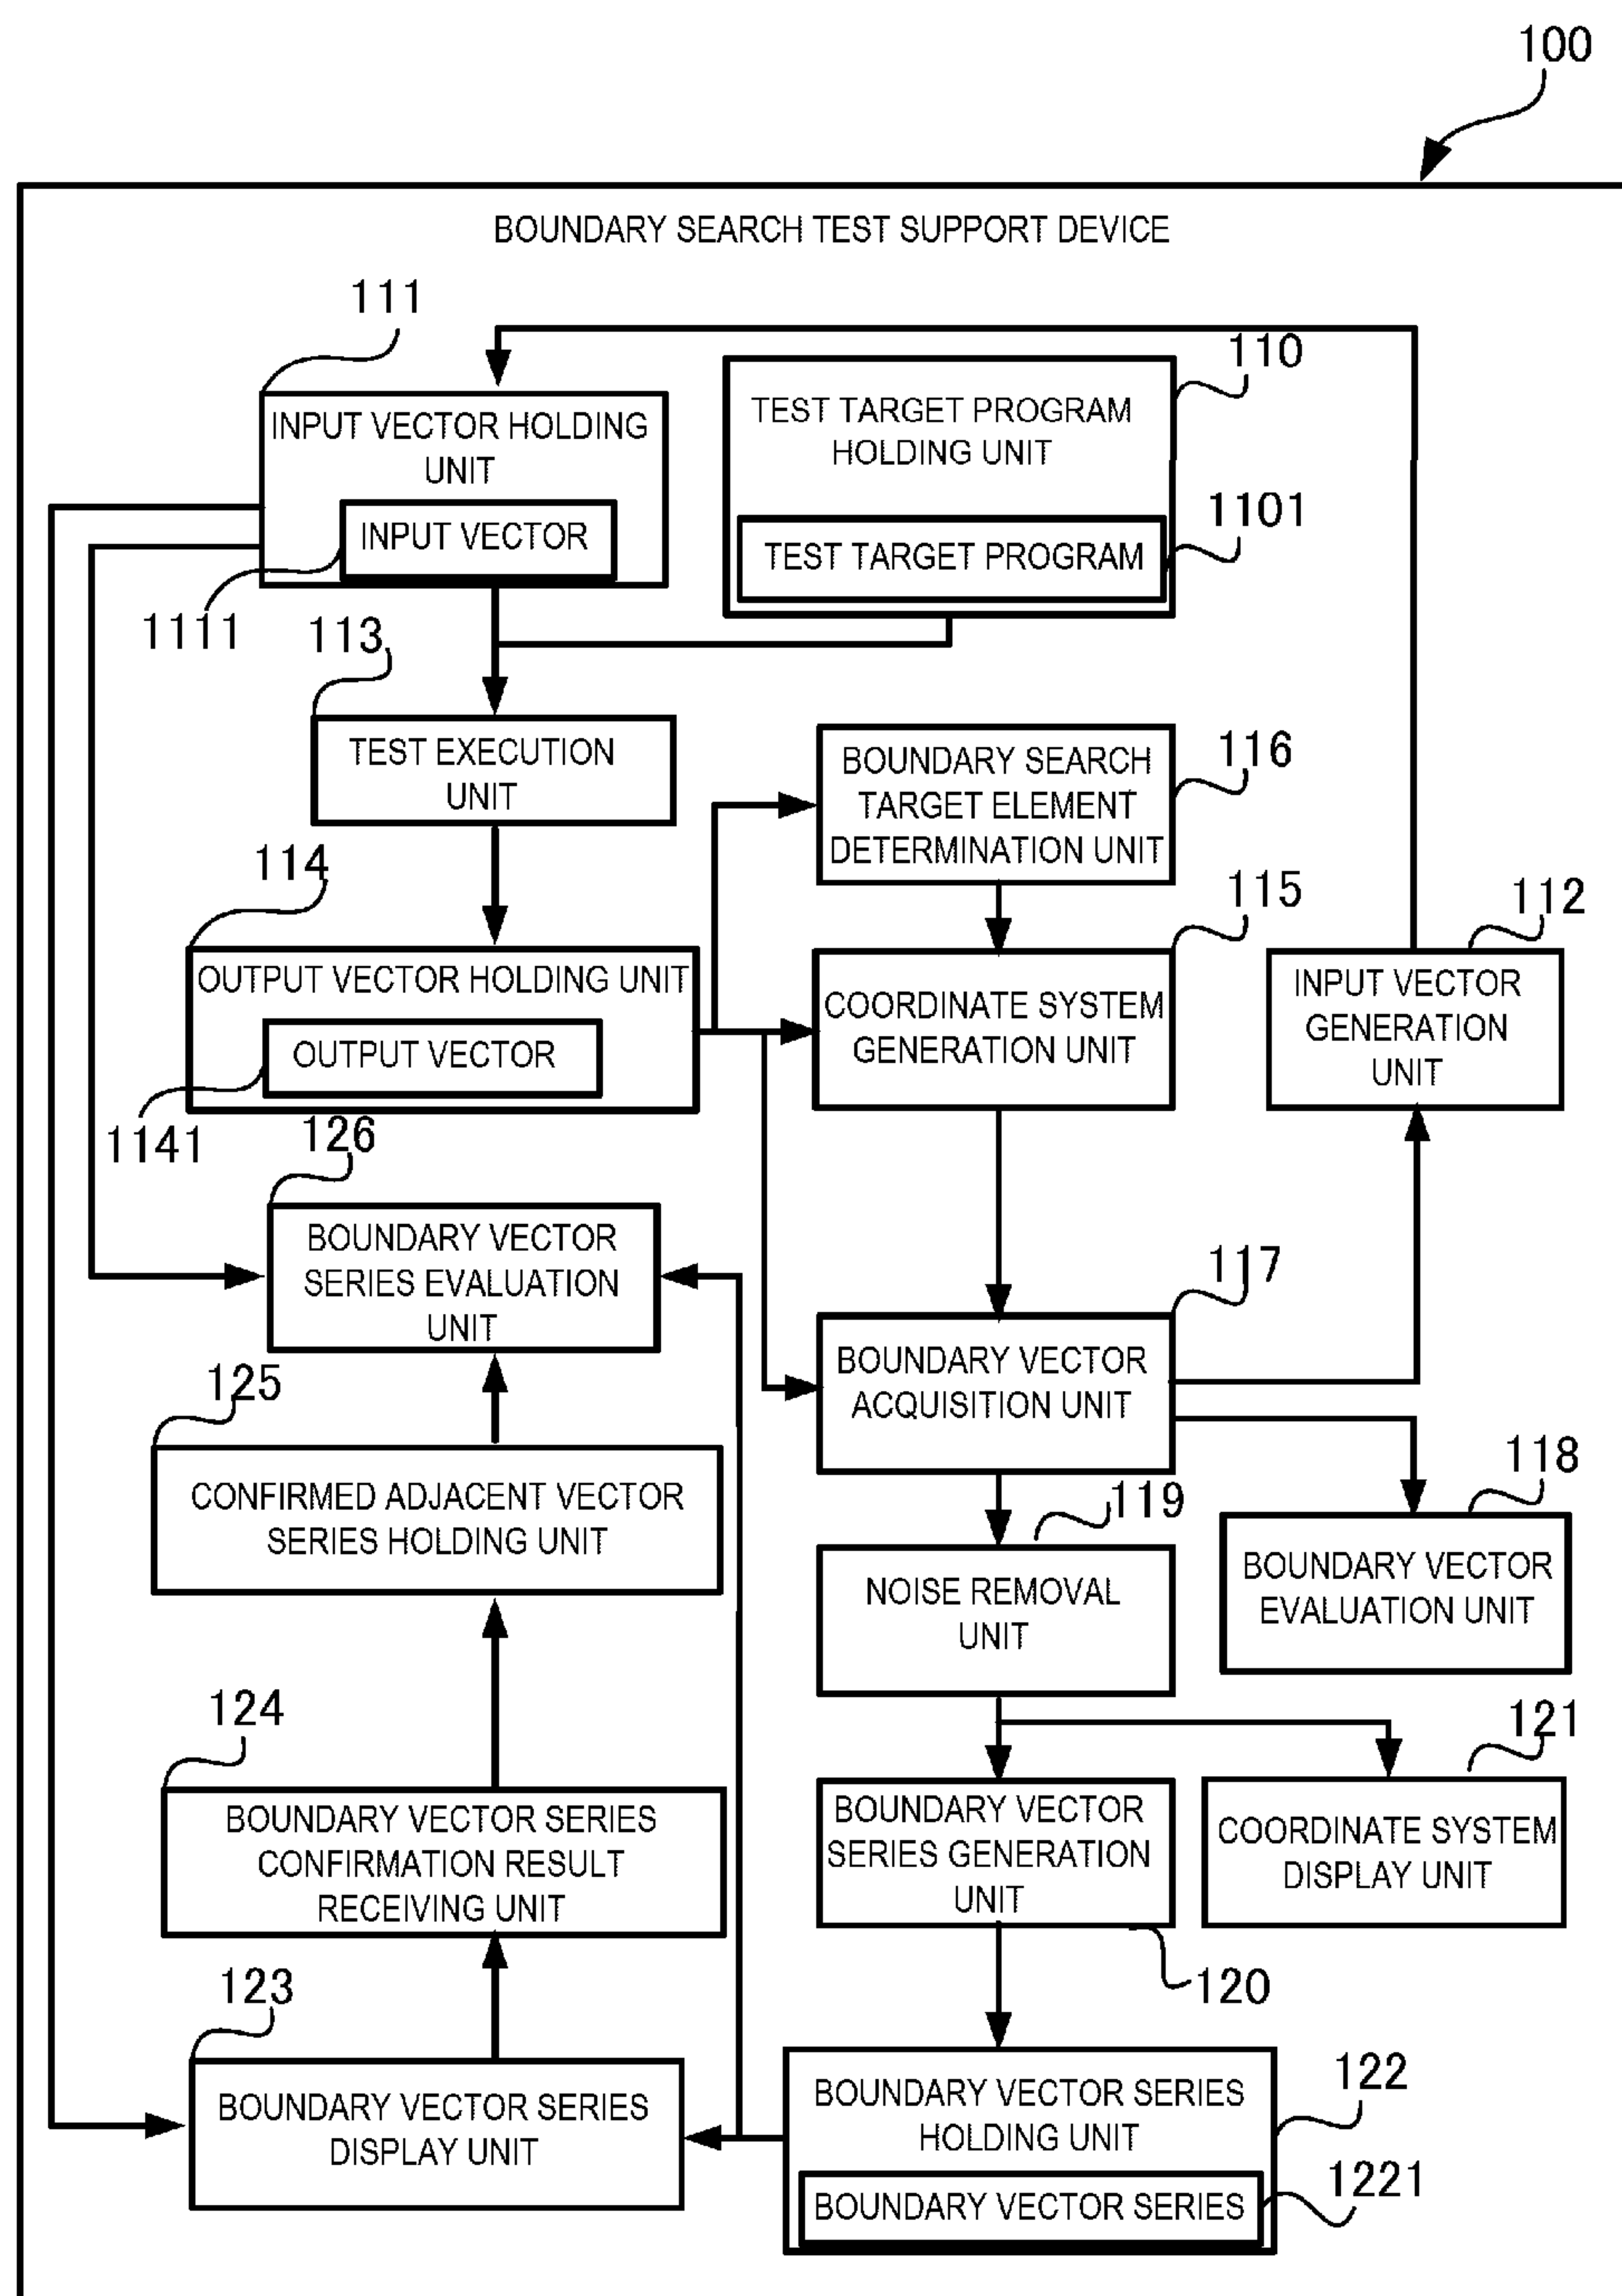 100
BOUNDARY SEARCH TEST SUPPORT DEVICE
111
INPUT VECTOR HOLDING
UNIT
INPUT VECTOR
1111
110
TEST TARGET PROGRAM
HOLDING UNIT
1101
TEST TARGET PROGRAM
113
TEST EXECUTION
UNIT
116
BOUNDARY SEARCH
TARGET ELEMENT
DETERMINATION UNIT
114
OUTPUT VECTOR HOLDING UNIT
OUTPUT VECTOR
1141
115
COORDINATE SYSTEM
GENERATION UNIT
112
INPUT VECTOR
GENERATION
UNIT
126
BOUNDARY VECTOR
SERIES EVALUATION
UNIT
117
BOUNDARY VECTOR
ACQUISITION UNIT
125
CONFIRMED ADJACENT VECTOR
SERIES HOLDING UNIT
119
NOISE REMOVAL
UNIT
118
BOUNDARY VECTOR
EVALUATION UNIT
124
BOUNDARY VECTOR SERIES
CONFIRMATION RESULT
RECEIVING UNIT
BOUNDARY VECTOR
SERIES GENERATION
UNIT
120
121
COORDINATE SYSTEM
DISPLAY UNIT
123
BOUNDARY VECTOR SERIES
DISPLAY UNIT
122
BOUNDARY VECTOR SERIES
HOLDING UNIT
1221
BOUNDARY VECTOR SERIES